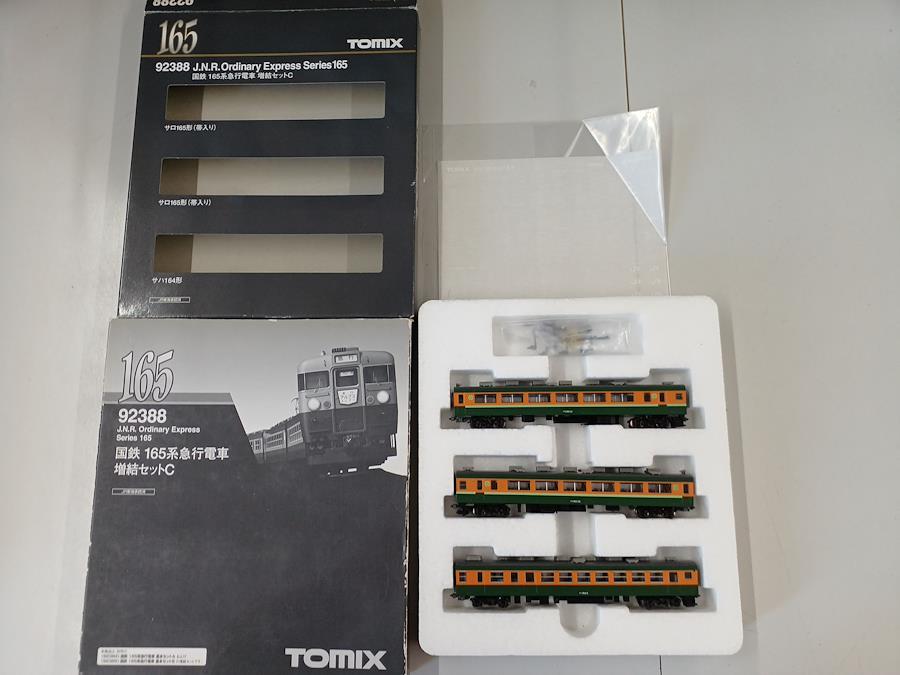 92388
165
TOMIX
92388 J.N.R. Ordinary Express Series165
国鉄 165系急行電車 増結セットC
サロ165形(帯入り)
サロ165形(帯入り)
サハ164形
165
92388
J.N.R. Ordinary Express
Series 165
国鉄 165系急行電車
増結セットC
TOMIX
TOMIX